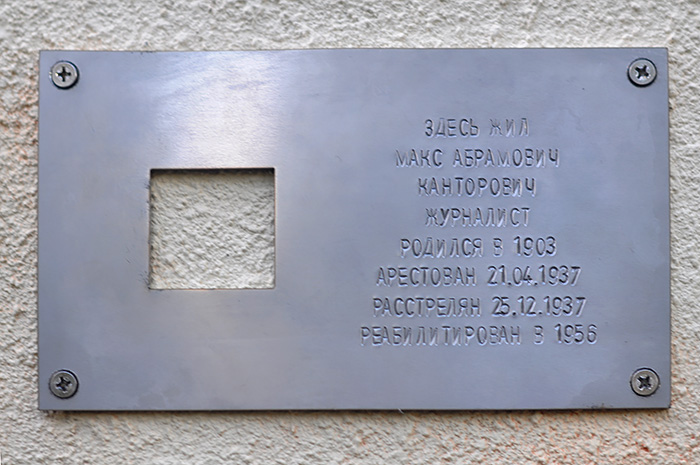 ЗДЕСЬ ЖИЛ
МАКС АБРАМОВИЧ
КАНТОРОВИЧ
ЖУРНАЛИСТ
РОДИЛСЯ В 1903
АРЕСТОВАН 21.04.1937
РАССТРЕЛЯН 25.12.1937
РЕАБИЛИТИРОВАН В 1956